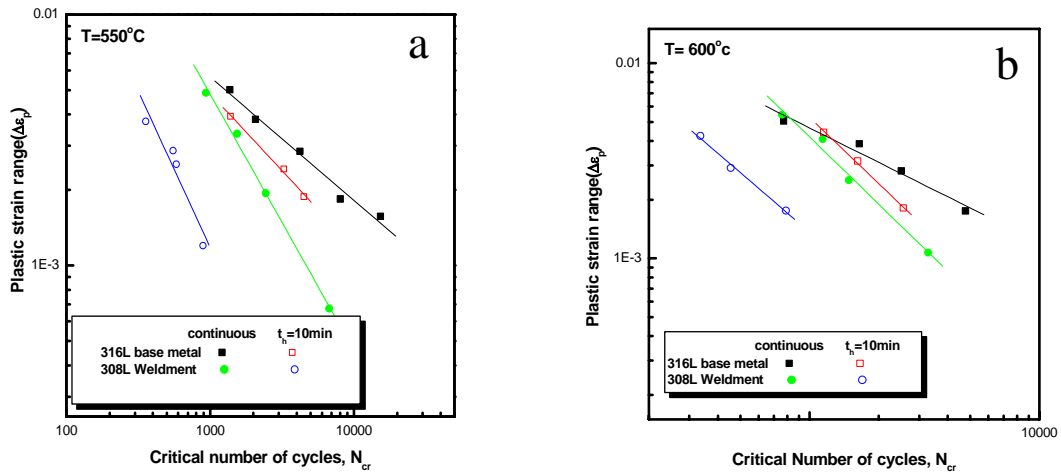 0.01
T=550°C
a
Plastic strain range(Δε_p)
1E-3
continuous t_h=10min
316L base metal
308L Weldment
100 1000 10000
Critical Number of cycles, N_cr
T= 600°c
b
0.01
Plastic strain range(Δε_p)
1E-3
continuous t_h=10min
316L base metal
308L Weldment
1000 10000
Critical Number of cycles, N_cr